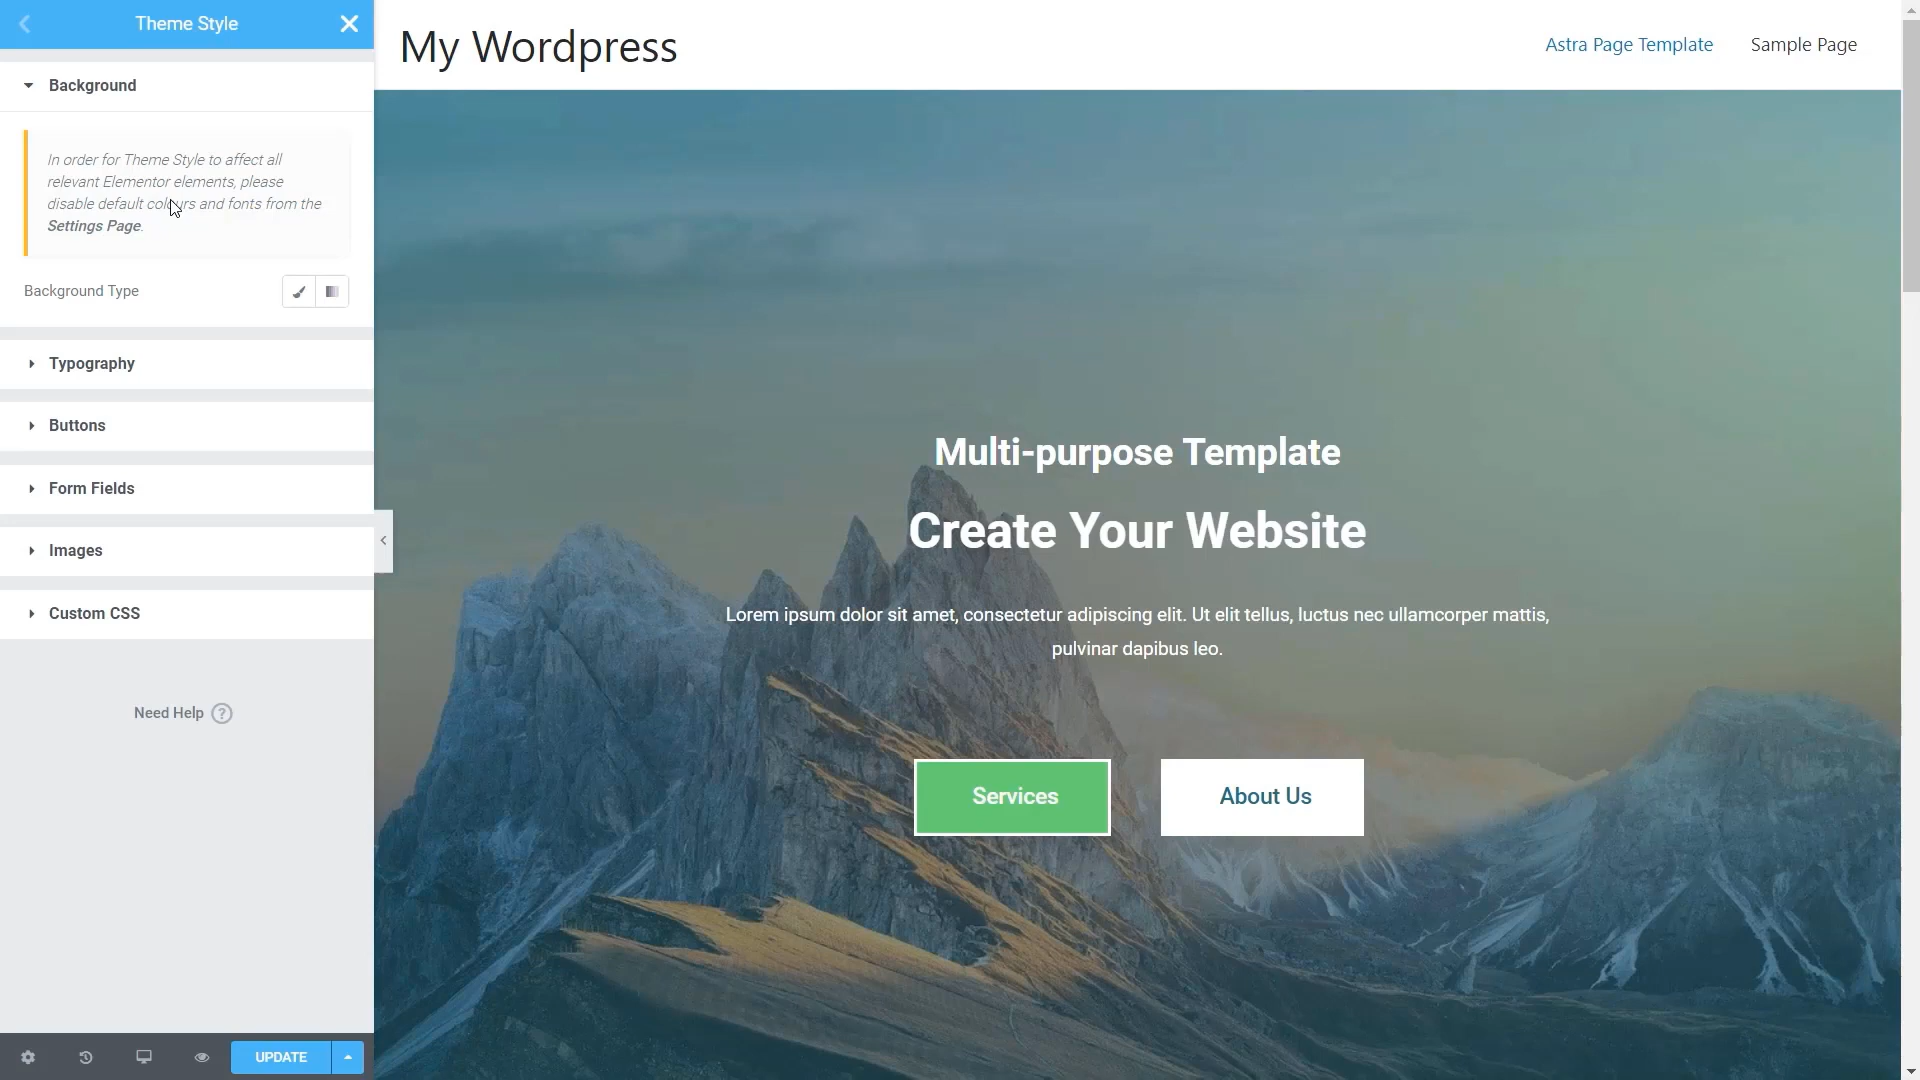 Theme Style
Background
In order for Theme Style to affect all
relevant Elementor elements, please
disable default colours and fonts from the
Settings Page.
Background Type
Typography
Buttons
Form Fields
Images
Custom CSS
Need Help ?
UPDATE
My Wordpress
Astra Page Template
Sample Page
Multi-purpose Template
Create Your Website
Lorem ipsum dolor sit amet, consectetur adipiscing elit. Ut elit tellus, luctus nec ullamcorper mattis,
pulvinar dapibus leo.
Services
About Us